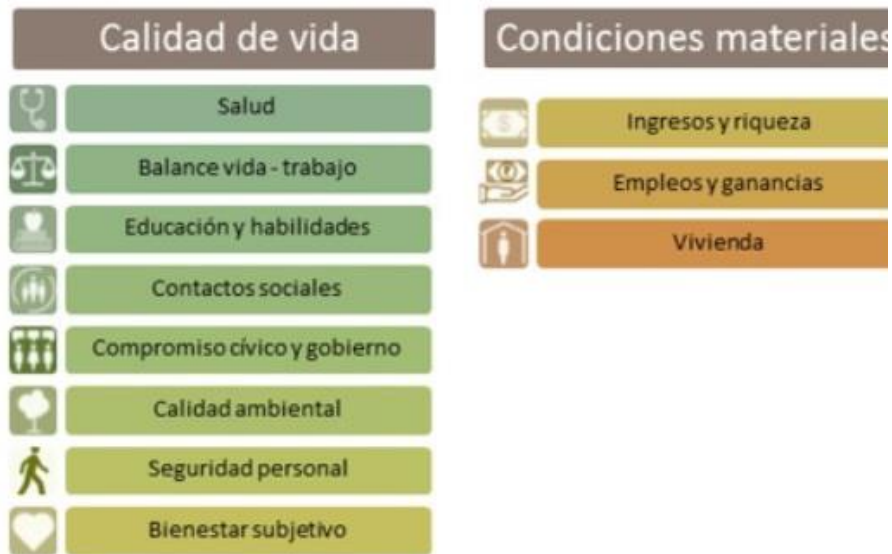 Calidad de vida
Salud
Balance vida - trabajo
Educación y habilidades
Contactos sociales
Compromiso cívico y gobierno
Calidad ambiental
Seguridad personal
Bienestar subjetivo
Condiciones materiales
Ingresos y riqueza
Empleos y ganancias
Vivienda